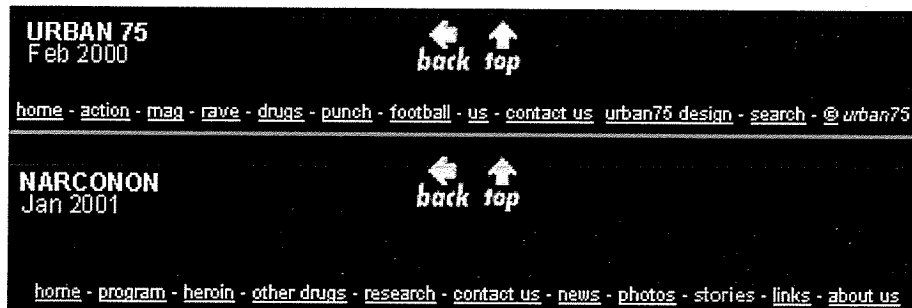 URBAN 75
Feb 2000
back top
home - action - mag - rave - drugs - punch - football - us - contact us urban75 design - search - © urban75
NARCONON
Jan 2001
back top
home - program - heroin - other drugs - research - contact us - news - photos - stories - links - about us